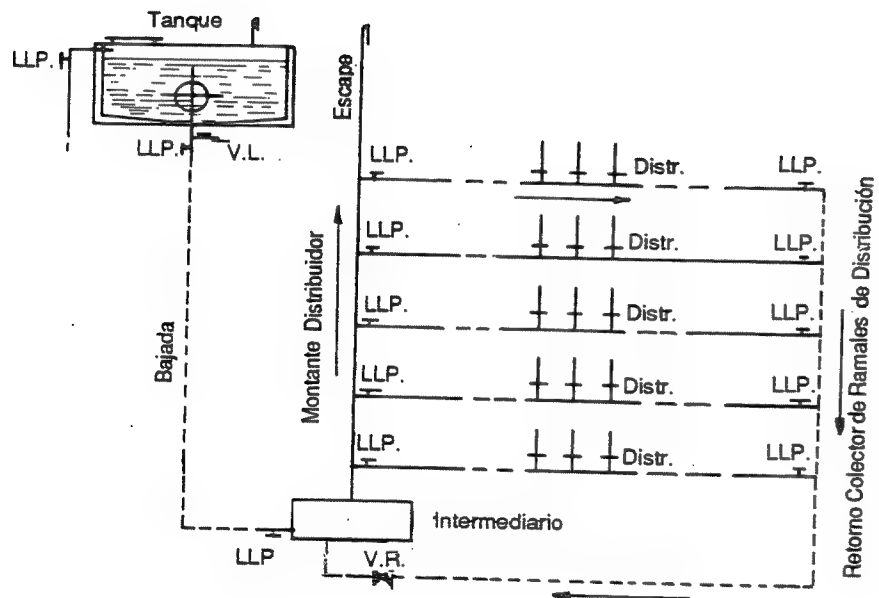 Tanque
LLP.
LLP.
V.L.
Escape
LLP.
Distr.
LLP.
LLP.
Distr.
LLP.
LLP.
Distr.
LLP.
LLP.
Distr.
LLP.
LLP.
Distr.
LLP.
Montante Distribuidor
Bajada
Retorno Colector de Ramales de Distribución
Intermediario
LLP
V.R.